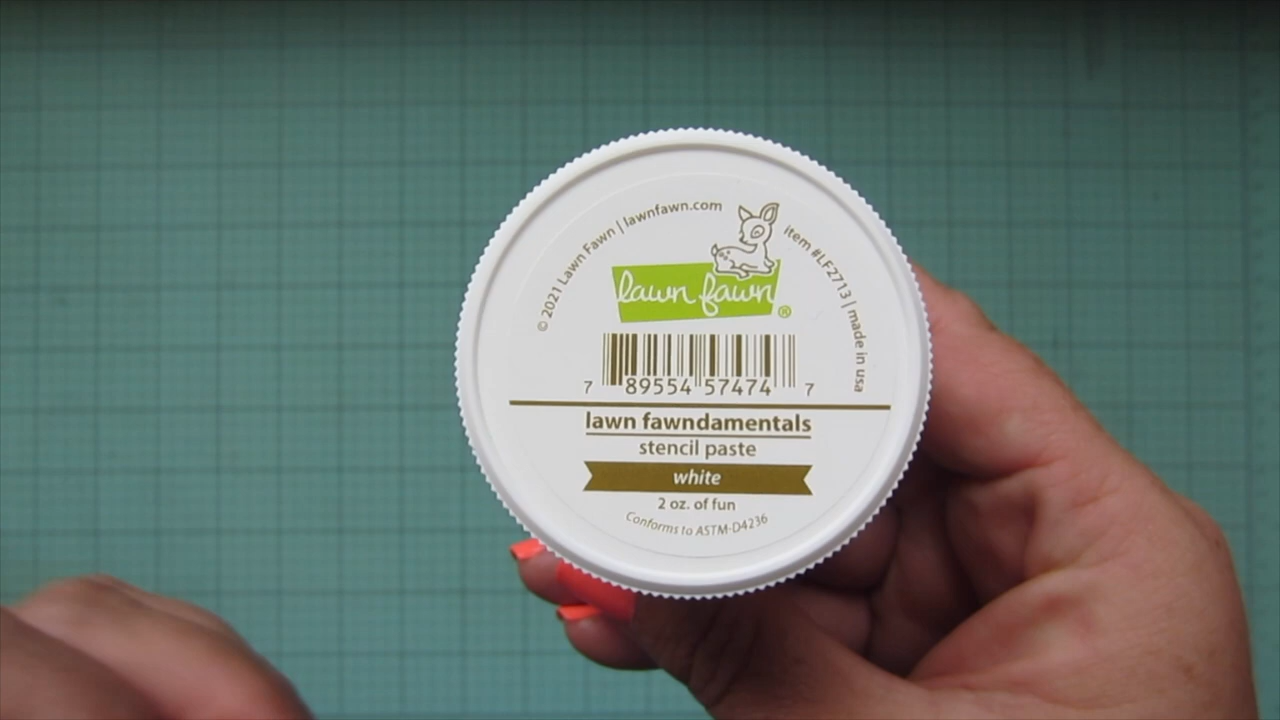 © 2021 Lawn Fawn | lawnfawn.com
item #LF2713 | made in usa
lawn fawn®
7 89554 57474 7
lawn fawndamentals
stencil paste
white
2 oz. of fun
Conforms to ASTM-D4236